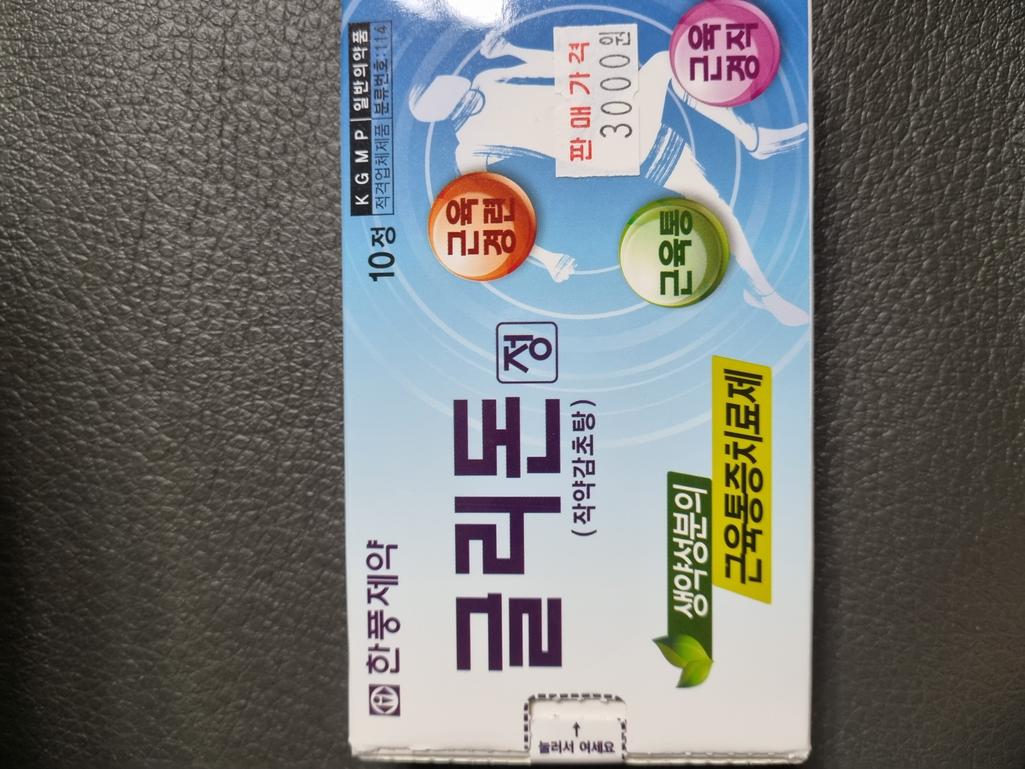 한풍제약
10정
K G M P 일반의약품
적격업체제품 분류번호:114
클리돈 정
(작약감초탕)
근육
경련
판매가격
3000원
근육통
근육
경직
생약성분의
근육통증치료제
↑
눌러서 여세요